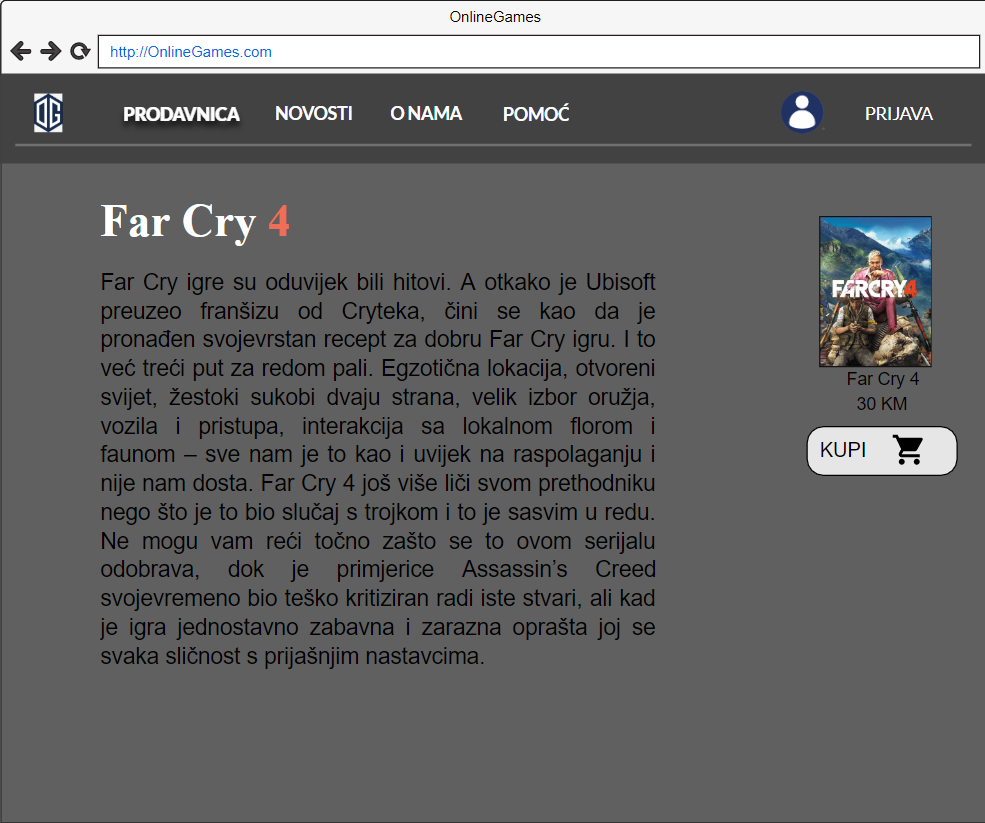 OnlineGames
http://OnlineGames.com
OG
PRODAVNICA NOVOSTI O NAMA POMOĆ PRIJAVA
Far Cry 4
Far Cry igre su oduvijek bili hitovi. A otkako je Ubisoft
preuzeo franšizu od Cryteka, čini se kao da je
pronađen svojevrstan recept za dobru Far Cry igru. I to
već treći put za redom pali. Egzotična lokacija, otvoreni
svijet, žestoki sukobi dvaju strana, velik izbor oružja,
vozila i pristupa, interakcija sa lokalnom florom i
faunom – sve nam je to kao i uvijek na raspolaganju i
nije nam dosta. Far Cry 4 još više liči svom prethodniku
nego što je to bio slučaj s trojkom i to je sasvim u redu.
Ne mogu vam reći točno zašto se to ovom serijalu
odobrava, dok je primjerice Assassin’s Creed
svojevremeno bio teško kritiziran radi iste stvari, ali kad
je igra jednostavno zabavna i zarazna oprašta joj se
svaka sličnost s prijašnjim nastavcima.
FARCRY4
Far Cry 4
30 KM
KUPI